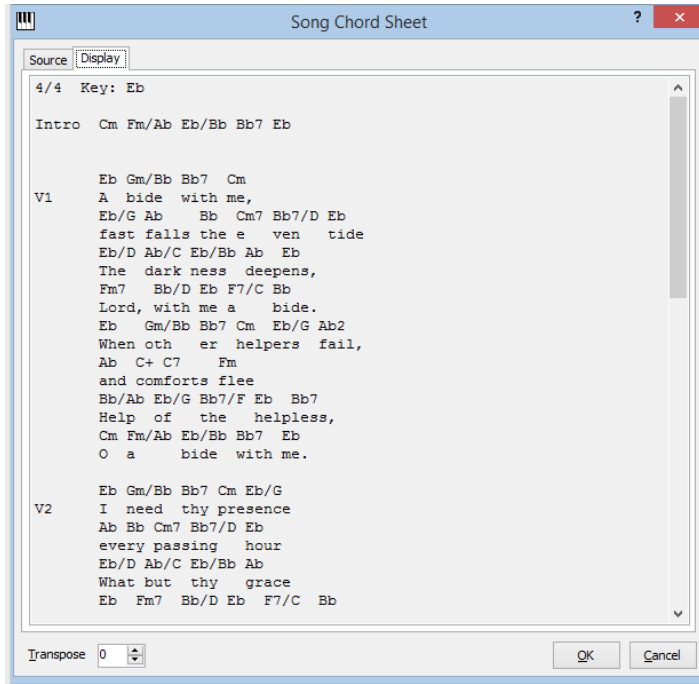 Song Chord Sheet ? ×
Source Display
4/4  Key: Eb
Intro  Cm Fm/Ab Eb/Bb Bb7 Eb
Eb Gm/Bb Bb7  Cm
V1     A  bide  with me,
Eb/G Ab    Bb  Cm7 Bb7/D Eb
fast falls the e  ven   tide
Eb/D Ab/C Eb/Bb Ab  Eb
The  dark ness  deepens,
Fm7   Bb/D Eb F7/C Bb
Lord, with me a    bide.
Eb   Gm/Bb Bb7 Cm  Eb/G Ab2
When oth   er  helpers  fail,
Ab  C+ C7    Fm
and comforts flee
Bb/Ab Eb/G Bb7/F Eb  Bb7
Help  of   the   helpless,
Cm Fm/Ab Eb/Bb Bb7  Eb
O  a     bide  with me.
Eb Gm/Bb Bb7 Cm Eb/G
V2     I  need  thy presence
Ab Bb Cm7 Bb7/D Eb
every passing   hour
Eb/D Ab/C Eb/Bb Ab
What but  thy   grace
Eb  Fm7  Bb/D Eb  F7/C  Bb
Transpose 0 OK Cancel